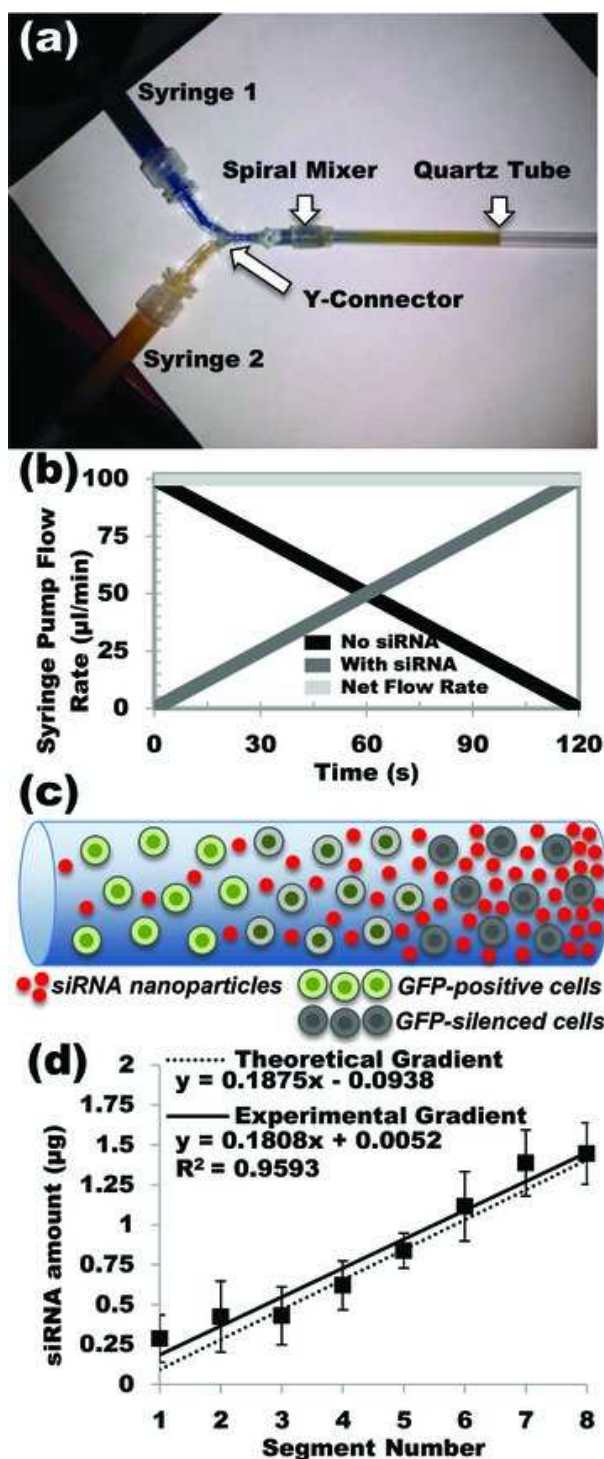 (a)
Syringe 1
Spiral Mixer
Quartz Tube
Y-Connector
Syringe 2
(b)
100
75
50
25
0
Syringe Pump Flow
Rate (µl/min)
No siRNA
With siRNA
Net Flow Rate
0 30 60 90 120
Time (s)
(c)
siRNA nanoparticles
GFP-positive cells
GFP-silenced cells
(d)
2
1.75
1.5
1.25
1
0.75
0.5
0.25
0
siRNA amount (µg)
Theoretical Gradient
y = 0.1875x - 0.0938
Experimental Gradient
y = 0.1808x + 0.0052
R² = 0.9593
1 2 3 4 5 6 7 8
Segment Number